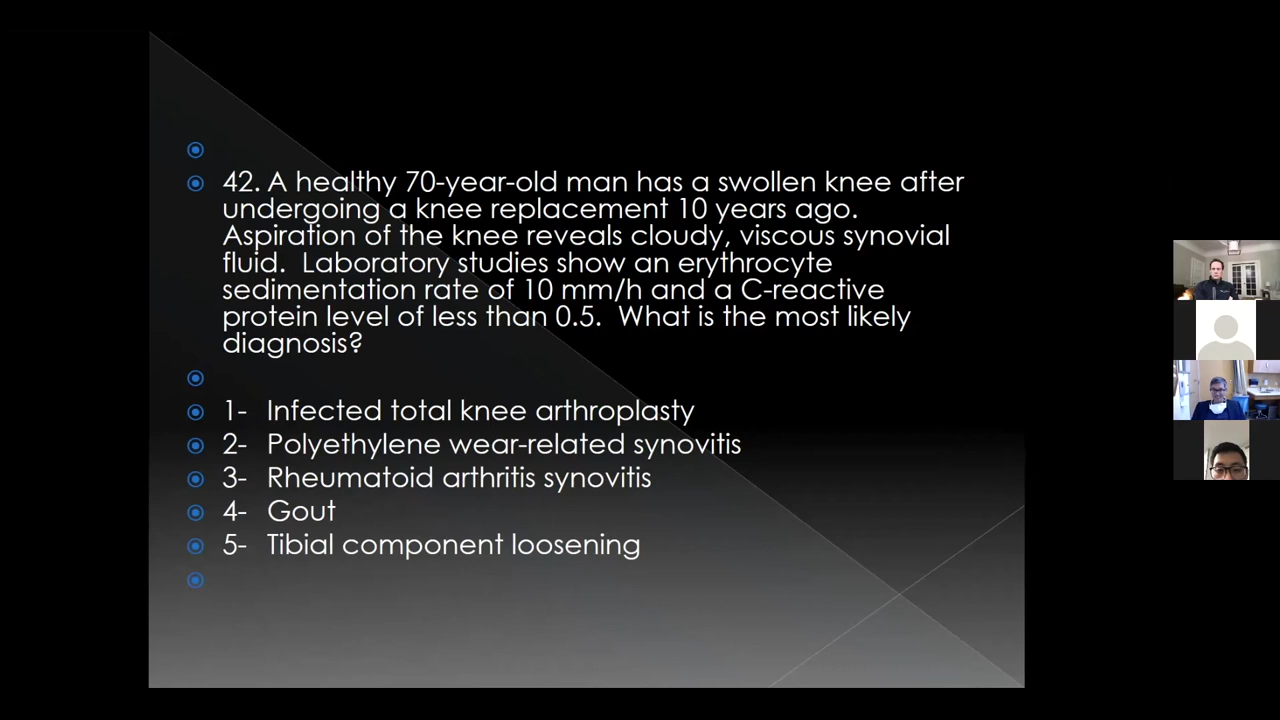 42. A healthy 70-year-old man has a swollen knee after
undergoing a knee replacement 10 years ago.
Aspiration of the knee reveals cloudy, viscous synovial
fluid.  Laboratory studies show an erythrocyte
sedimentation rate of 10 mm/h and a C-reactive
protein level of less than 0.5.  What is the most likely
diagnosis?
1- Infected total knee arthroplasty
2- Polyethylene wear-related synovitis
3- Rheumatoid arthritis synovitis
4- Gout
5- Tibial component loosening